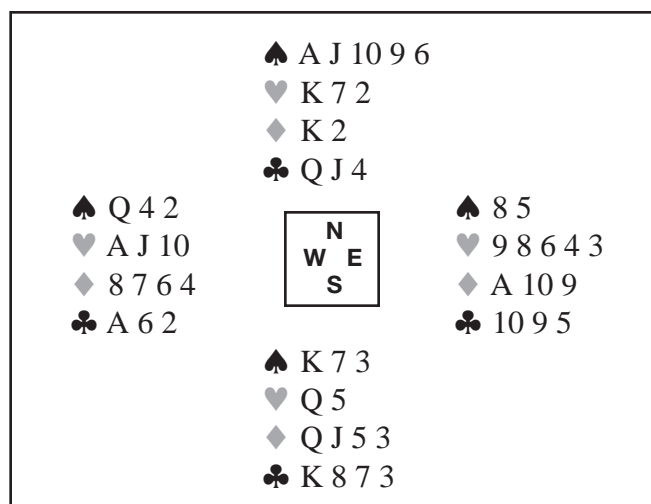 ♠ A J 10 9 6
♥ K 7 2
♦ K 2
♣ Q J 4
♠ Q 4 2
♥ A J 10
♦ 8 7 6 4
♣ A 6 2
N
W E
S
♠ 8 5
♥ 9 8 6 4 3
♦ A 10 9
♣ 10 9 5
♠ K 7 3
♥ Q 5
♦ Q J 5 3
♣ K 8 7 3